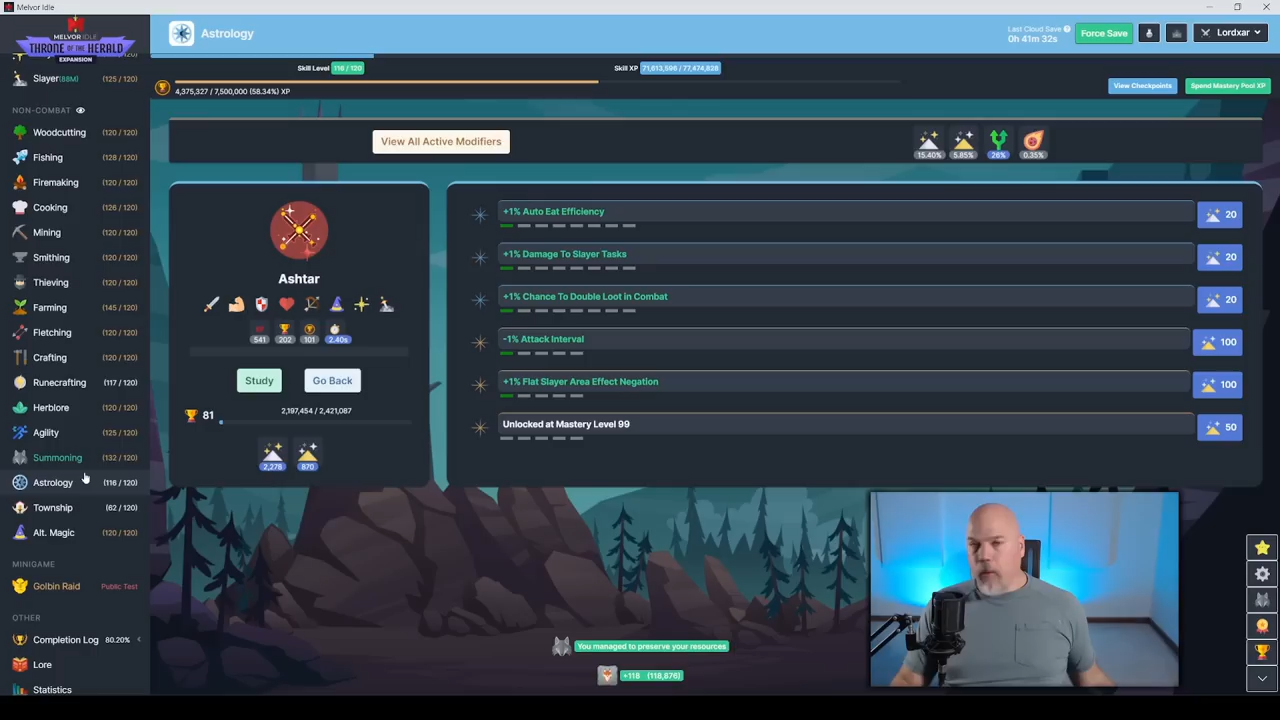 Melvor Idle
MELVOR IDLE
THRONE OF THE HERALD
EXPANSION
Astrology
Last Cloud Save
0h 41m 32s
Force Save
Lordxar
Skill Level 116 / 120
Skill XP 71,613,596 / 77,474,828
4,375,327 / 7,500,000 (58.34%) XP
View Checkpoints
Spend Mastery Pool XP
Slayer(88M) (125 / 120)
NON-COMBAT
Woodcutting (120 / 120)
Fishing (128 / 120)
Firemaking (120 / 120)
Cooking (126 / 120)
Mining (120 / 120)
Smithing (120 / 120)
Thieving (120 / 120)
Farming (145 / 120)
Fletching (120 / 120)
Crafting (120 / 120)
Runecrafting (117 / 120)
Herblore (120 / 120)
Agility (125 / 120)
Summoning (132 / 120)
Astrology (116 / 120)
Township (62 / 120)
Alt. Magic (120 / 120)
MINIGAME
Golbin Raid Public Test
OTHER
Completion Log 80.20%
Lore
Statistics
View All Active Modifiers
15.40% 5.85% 26% 0.35%
Ashtar
541 202 101 2.40s
Study
Go Back
81 2,197,454 / 2,421,087
2,278 870
+1% Auto Eat Efficiency 20
+1% Damage To Slayer Tasks 20
+1% Chance To Double Loot in Combat 20
-1% Attack Interval 100
+1% Flat Slayer Area Effect Negation 100
Unlocked at Mastery Level 99 50
You managed to preserve your resources
+118 (118,676)